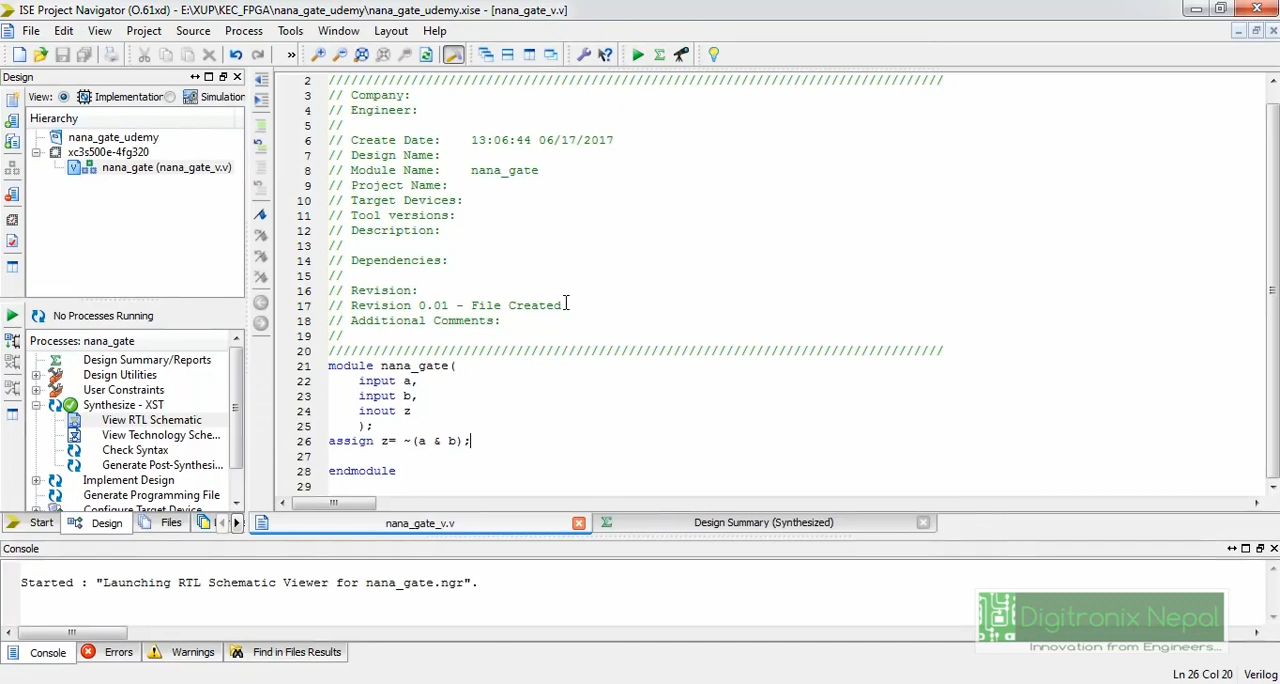 ISE Project Navigator (O.61xd) - E:\XUP\KEC_FPGA\nana_gate_udemy\nana_gate_udemy.xise - [nana_gate_v.v]
File Edit View Project Source Process Tools Window Layout Help
Design
View: Implementation Simulation
Hierarchy
nana_gate_udemy
xc3s500e-4fg320
nana_gate (nana_gate_v.v)
No Processes Running
Processes: nana_gate
Design Summary/Reports
Design Utilities
User Constraints
Synthesize - XST
View RTL Schematic
View Technology Sche...
Check Syntax
Generate Post-Synthesi...
Implement Design
Generate Programming File
Configure Target Device
Start Design Files
2 //////////////////////////////////////////////////////////////////////////////////
3 // Company:
4 // Engineer:
5 //
6 // Create Date: 13:06:44 06/17/2017
7 // Design Name:
8 // Module Name: nana_gate
9 // Project Name:
10 // Target Devices:
11 // Tool versions:
12 // Description:
13 //
14 // Dependencies:
15 //
16 // Revision:
17 // Revision 0.01 - File Created
18 // Additional Comments:
19 //
20 //////////////////////////////////////////////////////////////////////////////////
21 module nana_gate(
22 input a,
23 input b,
24 inout z
25 );
26 assign z= ~(a & b);
27
28 endmodule
29
nana_gate_v.v Design Summary (Synthesized)
Console
Started : "Launching RTL Schematic Viewer for nana_gate.ngr".
Digitronix Nepal
Innovation from Engineers...
Console Errors Warnings Find in Files Results
Ln 26 Col 20 Verilog